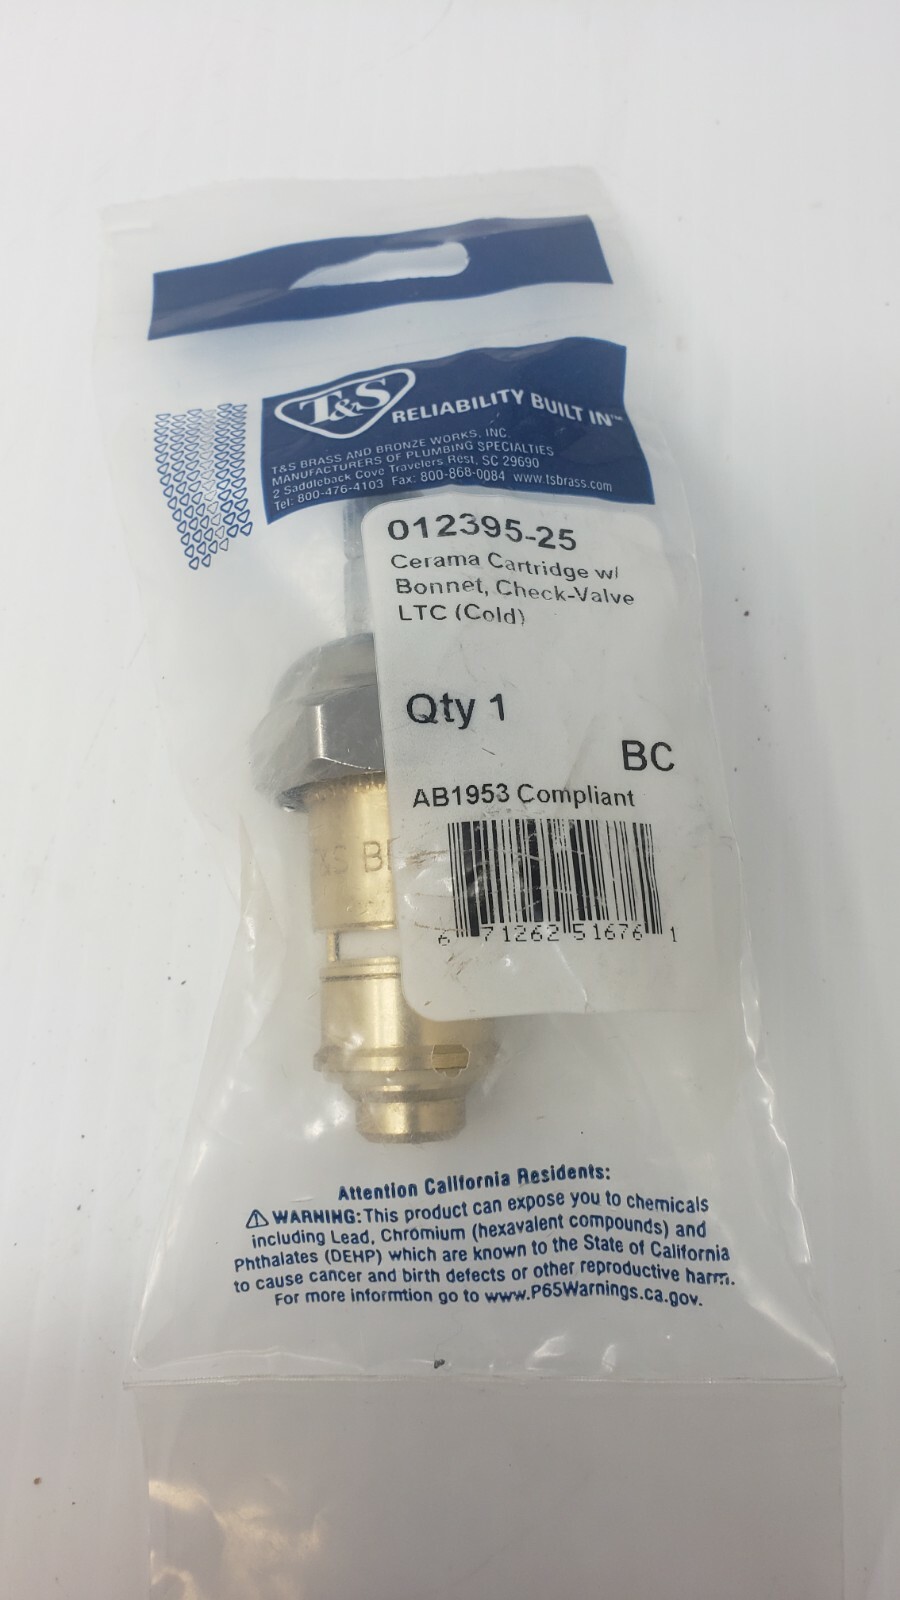 T&S RELIABILITY BUILT IN™
T&S BRASS AND BRONZE WORKS, INC.
MANUFACTURERS OF PLUMBING SPECIALTIES
2 Saddleback Cove Travelers Rest, SC 29690
Tel: 800-476-4103 Fax: 800-868-0084 www.tsbrass.com
012395-25
Cerama Cartridge w/
Bonnet, Check-Valve
LTC (Cold)
Qty 1
BC
AB1953 Compliant
&S B
6 71262 51676 1
Attention California Residents:
⚠ WARNING: This product can expose you to chemicals
including Lead, Chromium (hexavalent compounds) and
Phthalates (DEHP) which are known to the State of California
to cause cancer and birth defects or other reproductive harm.
For more informtion go to www.P65Warnings.ca.gov.